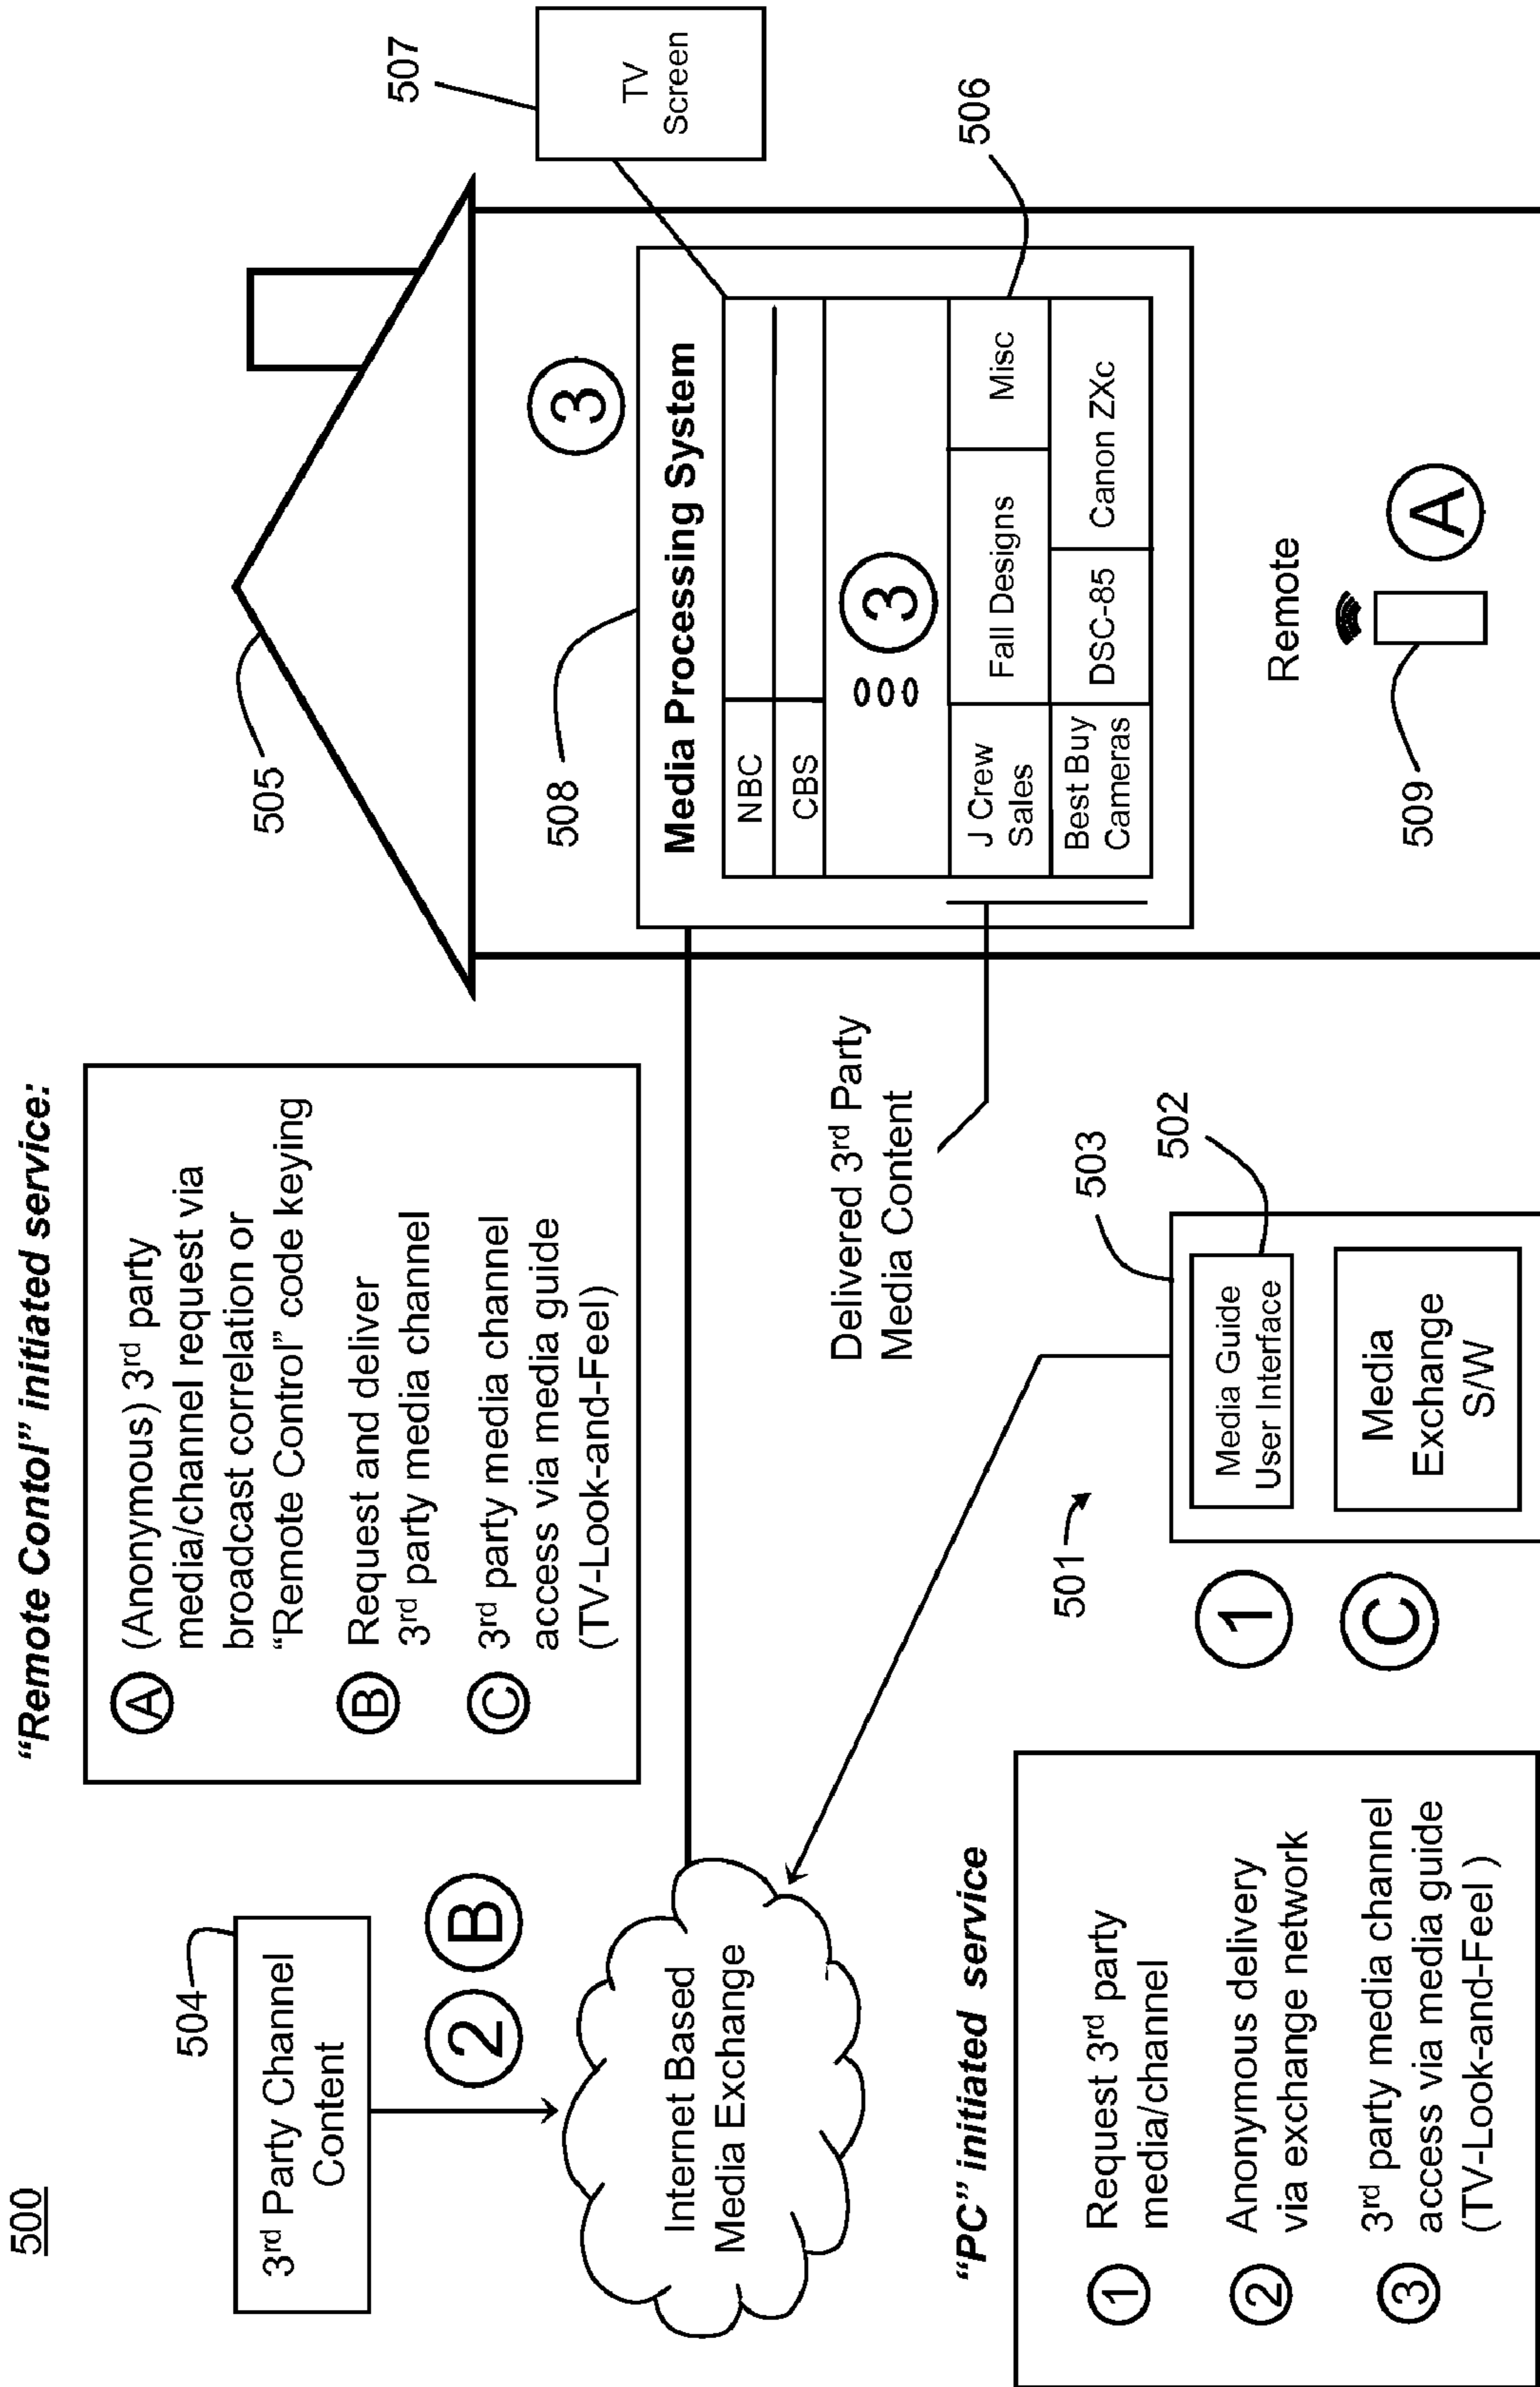 500
"Remote Contol" initiated service:
504
3rd Party Channel
Content
2
B
A
(Anonymous) 3rd party
media/channel request via
broadcast correlation or
"Remote Control" code keying
B
Request and deliver
3rd party media channel
C
3rd party media channel
access via media guide
(TV-Look-and-Feel)
505
507
TV
Screen
3
508
Media Processing System
NBC
CBS
3
J Crew
Sales
Fall Designs
Misc
Best Buy
Cameras
DSC-85
Canon ZXc
506
Remote
A
509
Internet Based
Media Exchange
Delivered 3rd Party
Media Content
"PC" initiated service
1
Request 3rd party
media/channel
2
Anonymous delivery
via exchange network
3
3rd party media channel
access via media guide
(TV-Look-and-Feel )
501
503
502
1
C
Media Guide
User Interface
Media
Exchange
S/W